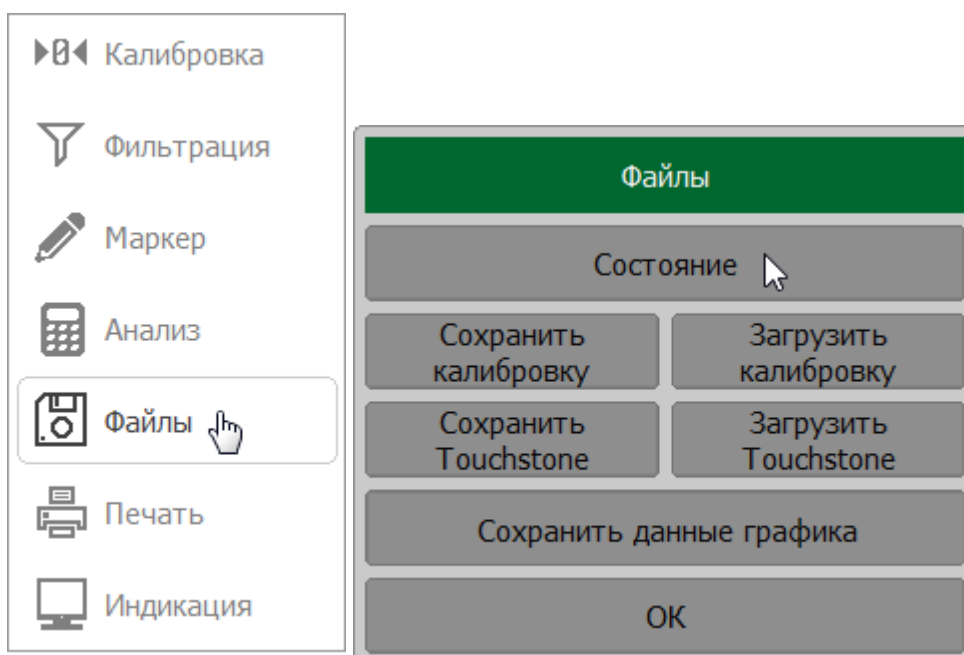 Калибровка
Фильтрация
Маркер
Анализ
Файлы
Печать
Индикация
Файлы
Состояние
Сохранить
калибровку
Загрузить
калибровку
Сохранить
Touchstone
Загрузить
Touchstone
Сохранить данные графика
ОК